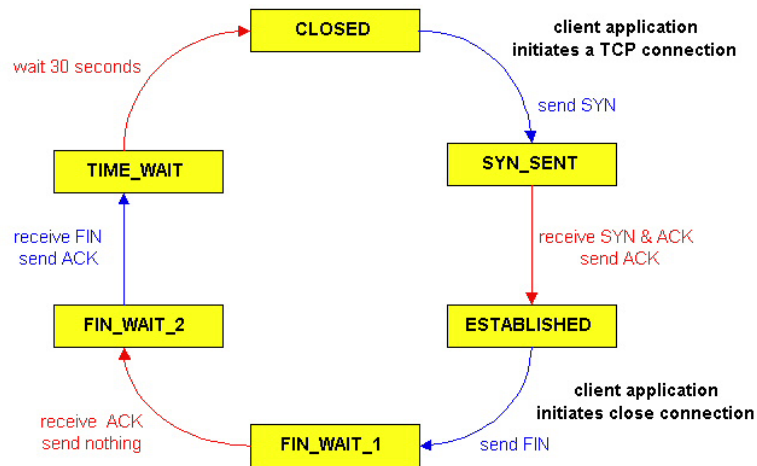 CLOSED
client application
initiates a TCP connection
wait 30 seconds
send SYN
TIME_WAIT
SYN_SENT
receive FIN
send ACK
receive SYN & ACK
send ACK
FIN_WAIT_2
ESTABLISHED
client application
initiates close connection
receive ACK
send nothing
FIN_WAIT_1
send FIN